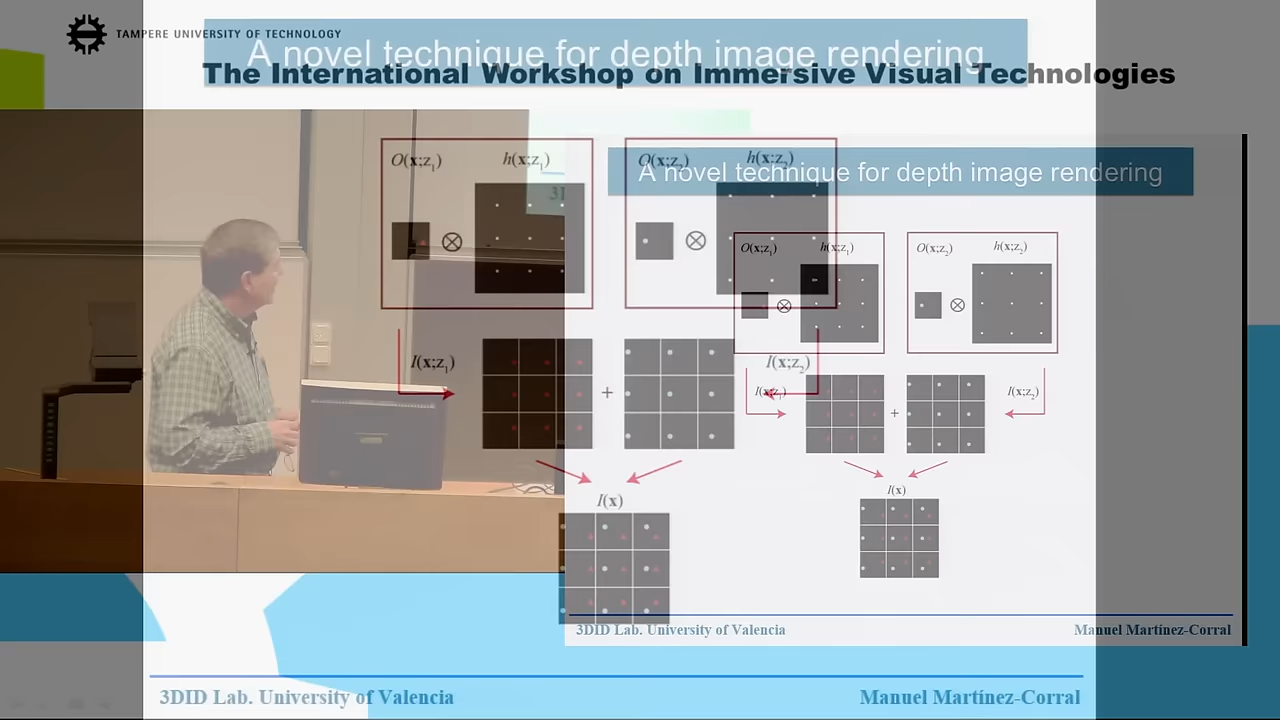 TAMPERE UNIVERSITY OF TECHNOLOGY
A novel technique for depth image rendering
The International Workshop on Immersive Visual Technologies
O(x;z₁) h(x;z₁)
⊗
O(x;z₂) h(x;z₂)
⊗
I(x;z₁)
+
I(x;z₂)
I(x)
3DID Lab. University of Valencia
Manuel Martínez-Corral
A novel technique for depth image rendering
O(x;z₁) h(x;z₁)
⊗
O(x;z₂) h(x;z₂)
⊗
I(x;z₁)
+
I(x;z₂)
I(x)
3DID Lab. University of Valencia
Manuel Martínez-Corral